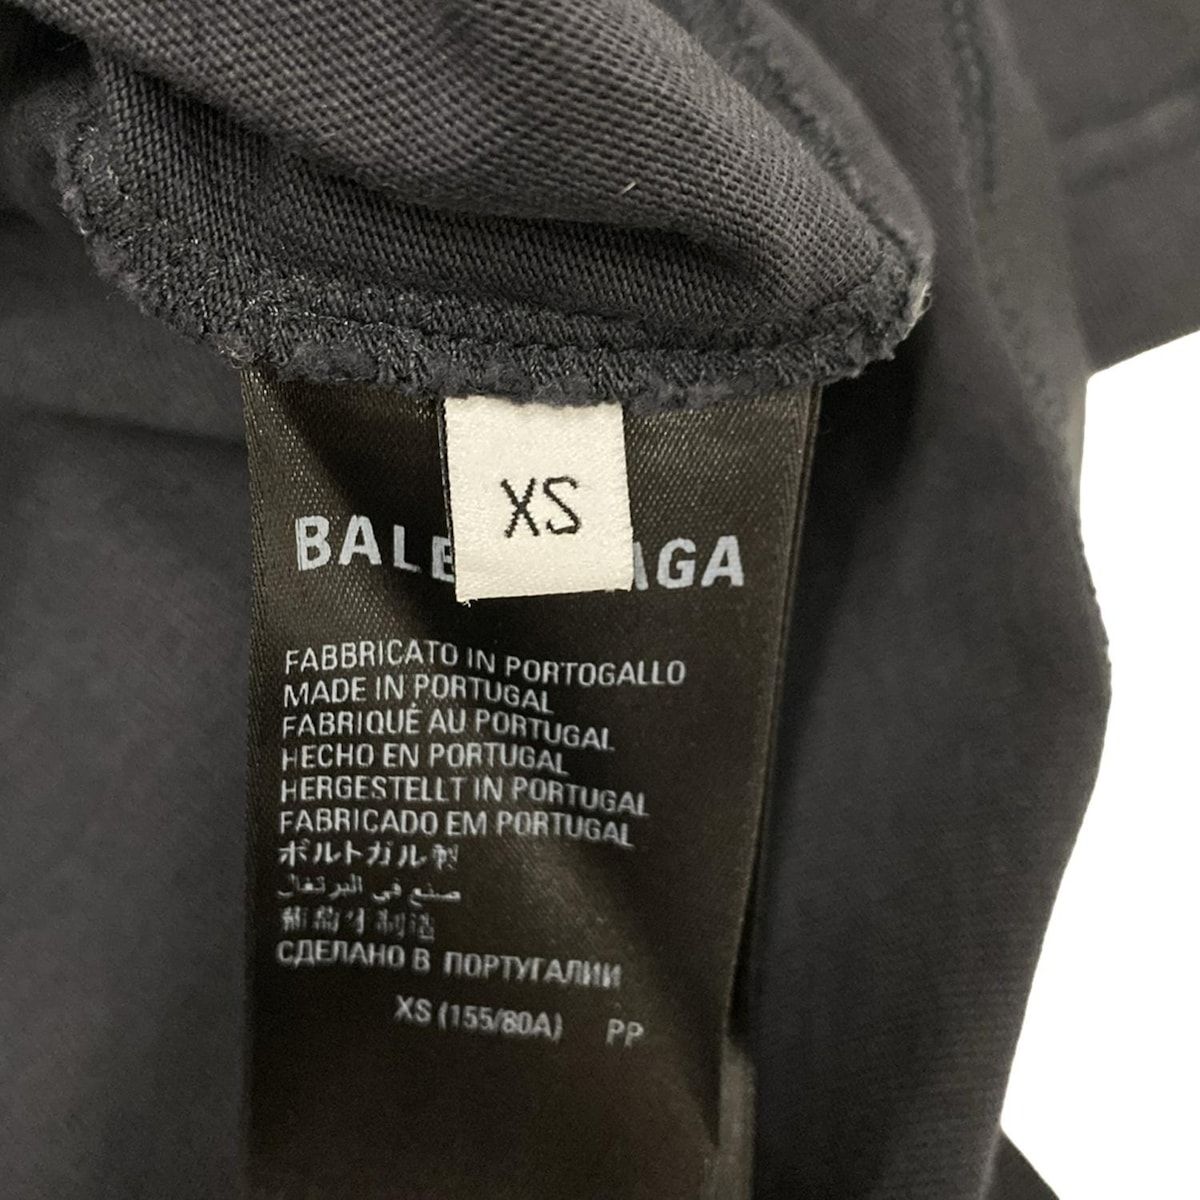 XS
BALE AGA
FABBRICATO IN PORTOGALLO
MADE IN PORTUGAL
FABRIQUÉ AU PORTUGAL
HECHO EN PORTUGAL
HERGESTELLT IN PORTUGAL
FABRICADO EM PORTUGAL
ポルトガル製
صنع في البرتغال
葡萄牙制造
СДЕЛАНО В ПОРТУГАЛИИ
XS (155/80A) PP